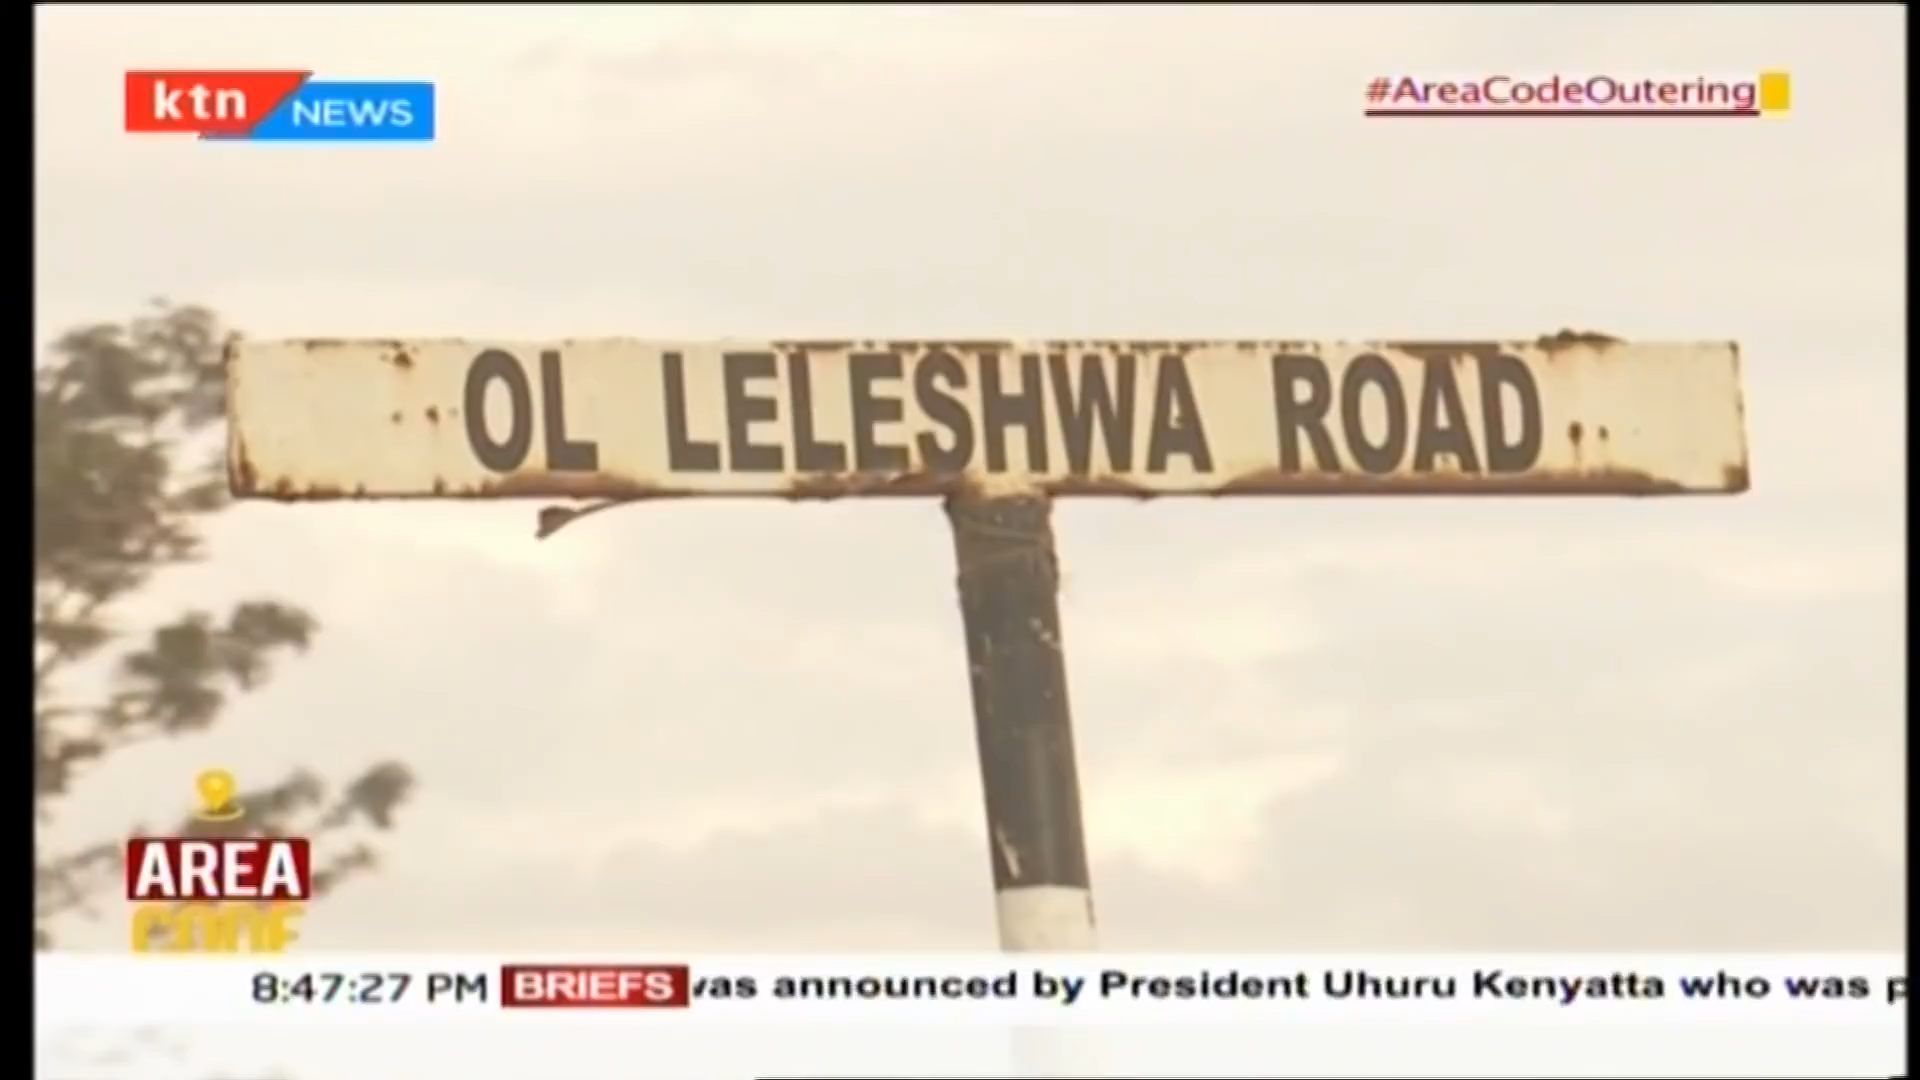 ktn NEWS
#AreaCodeOutering
OL LELESHWA ROAD
AREA
CODE
8:47:27 PM BRIEFS was announced by President Uhuru Kenyatta who was